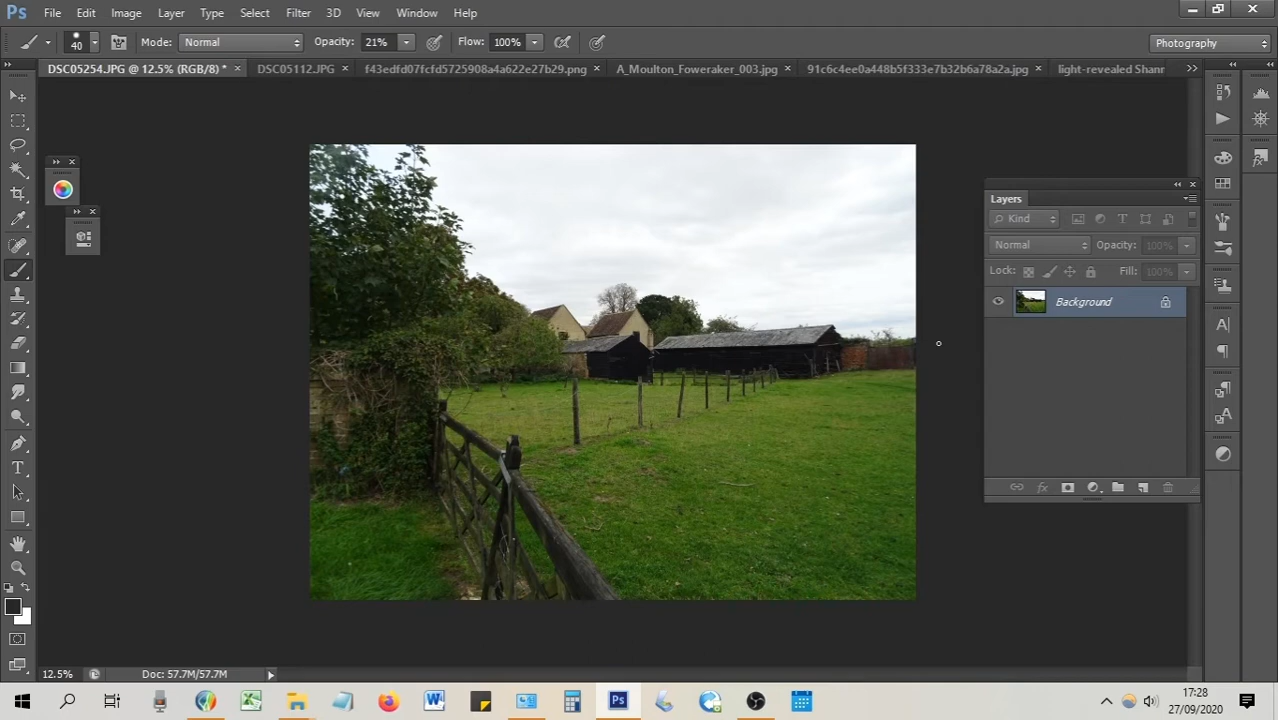 Ps File Edit Image Layer Type Select Filter 3D View Window Help
40 Mode: Normal Opacity: 21% Flow: 100% Photography
DSC05254.JPG @ 12.5% (RGB/8) * × DSC05112.JPG × f43edfd07fcfd5725908a4a622e27b29.png × A_Moulton_Foweraker_003.jpg × 91c6c4ee0a448b5f333e7b32b6a78a2a.jpg × light-revealed Shanr
Layers
Kind
Normal Opacity: 100%
Lock: Fill: 100%
Background
12.5% Doc: 57.7M/57.7M
17:28
27/09/2020